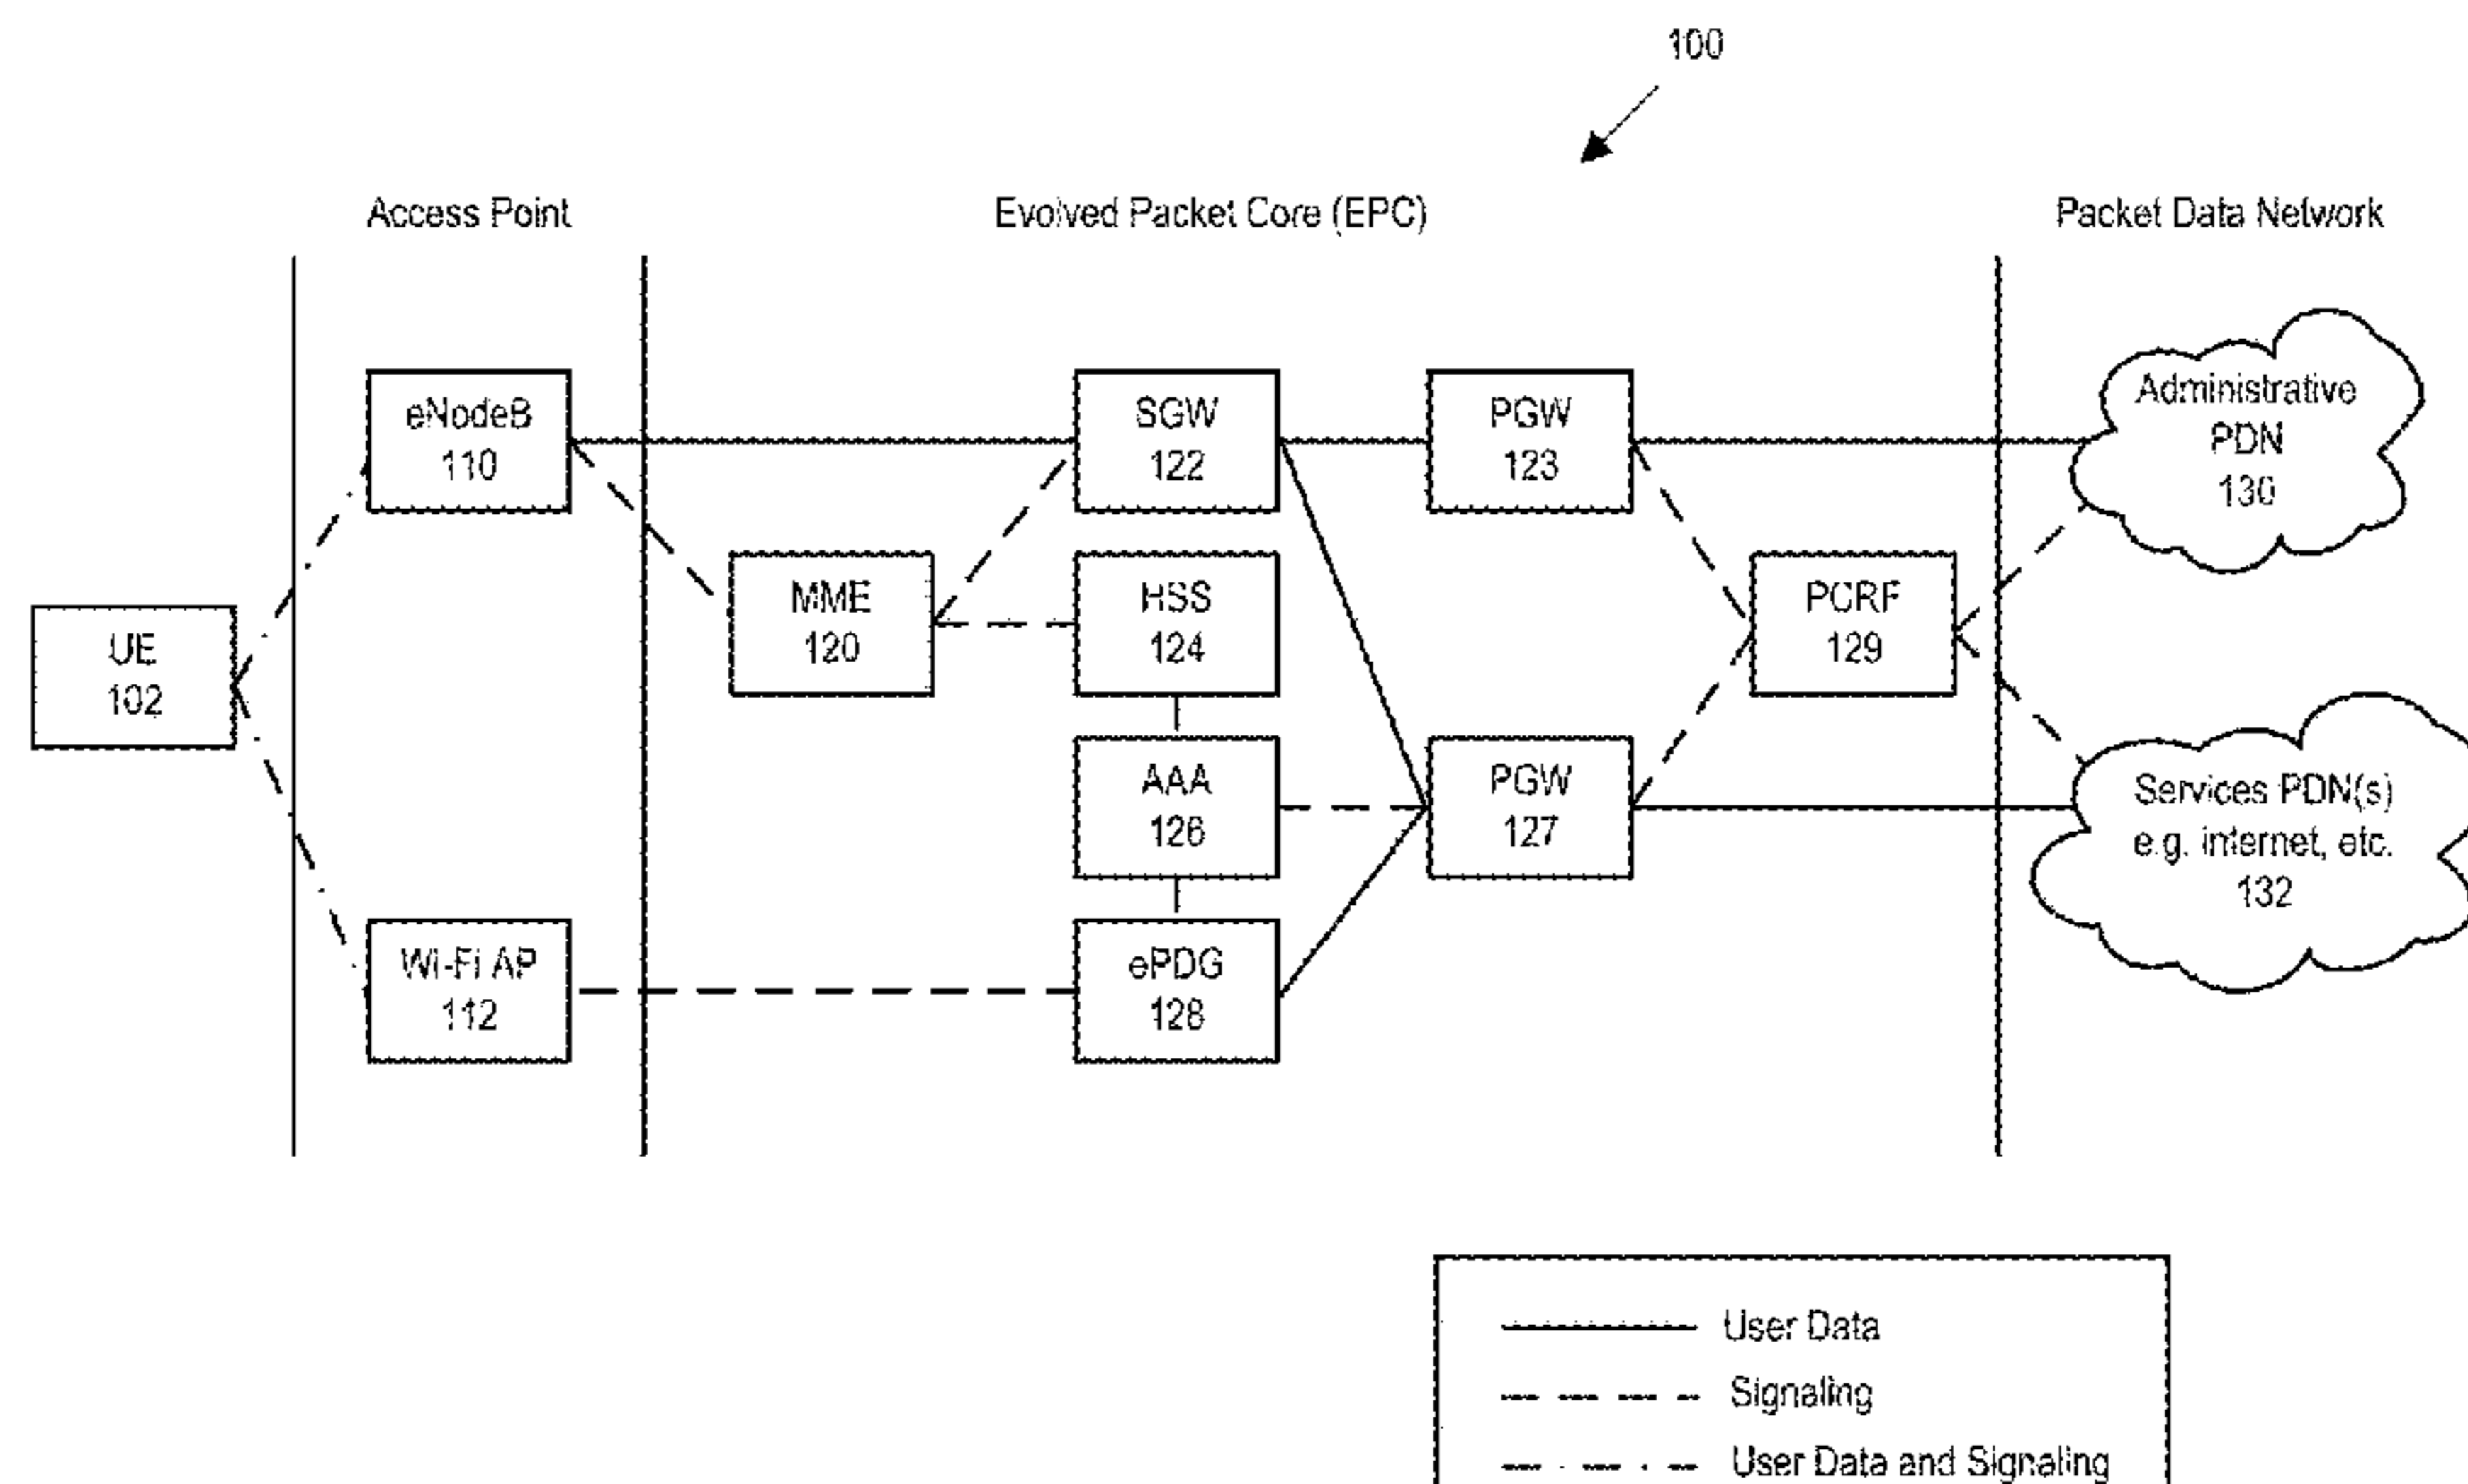 100
Access Point
Evolved Packet Core (EPC)
Packet Data Network
eNodeB
110
SGW
122
PGW
123
Administrative
PDN
130
UE
102
MME
120
HSS
124
PCRF
129
AAA
126
PGW
127
Services PDN(s)
e.g. internet, etc.
132
Wi-Fi AP
112
ePDG
128
User Data
Signaling
User Data and Signaling